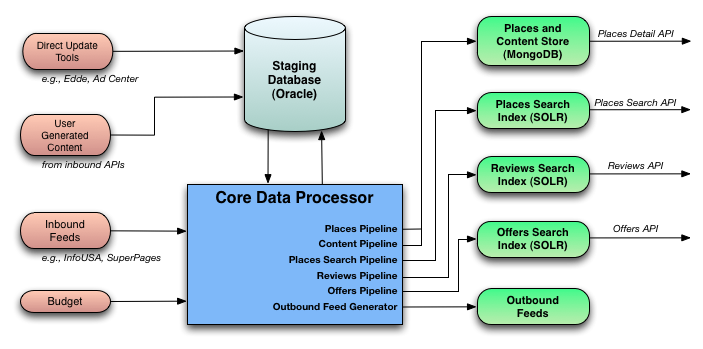 Direct Update
Tools
e.g., Edde, Ad Center
User
Generated
Content
from inbound APIs
Inbound
Feeds
e.g., InfoUSA, SuperPages
Budget
Staging
Database
(Oracle)
Core Data Processor
Places Pipeline
Content Pipeline
Places Search Pipeline
Reviews Pipeline
Offers Pipeline
Outbound Feed Generator
Places and
Content Store
(MongoDB)
Places Detail API
Places Search
Index (SOLR)
Places Search API
Reviews Search
Index (SOLR)
Reviews API
Offers Search
Index (SOLR)
Offers API
Outbound
Feeds